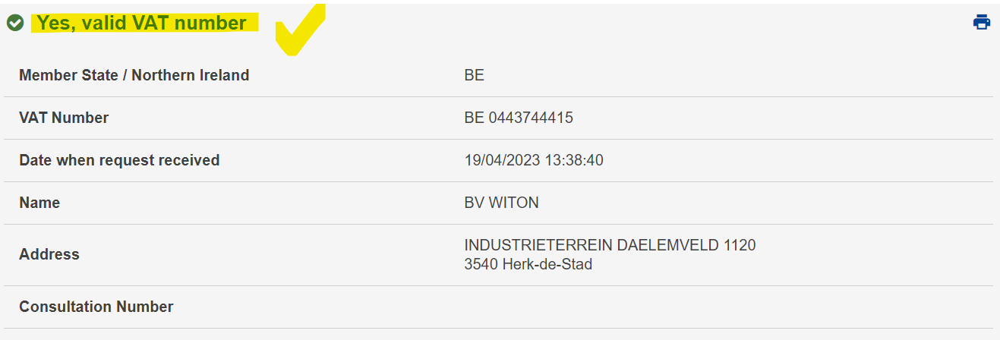 Yes, valid VAT number
Member State / Northern Ireland BE
VAT Number BE 0443744415
Date when request received 19/04/2023 13:38:40
Name BV WITON
Address INDUSTRIETERREIN DAELEMVELD 1120
3540 Herk-de-Stad
Consultation Number